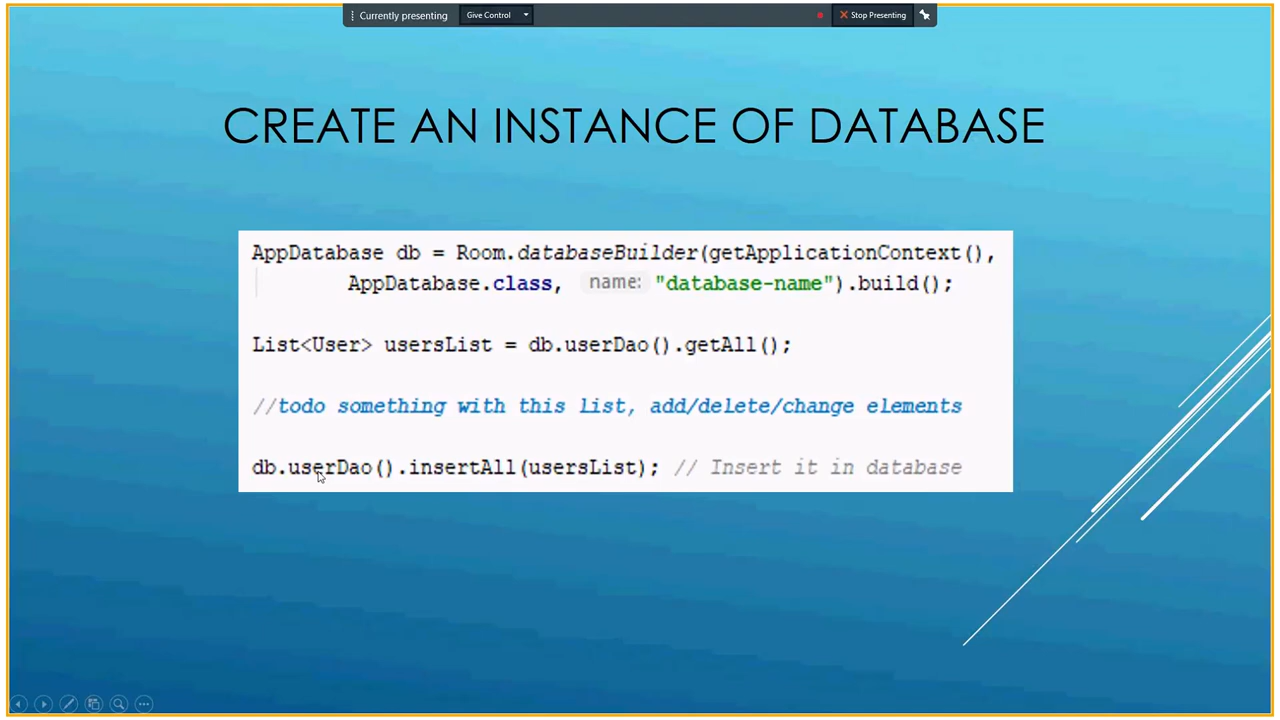 Currently presenting Give Control Stop Presenting
CREATE AN INSTANCE OF DATABASE
AppDatabase db = Room.databaseBuilder(getApplicationContext(),
AppDatabase.class, name: "database-name").build();
List<User> usersList = db.userDao().getAll();
//todo something with this list, add/delete/change elements
db.userDao().insertAll(usersList); // Insert it in database